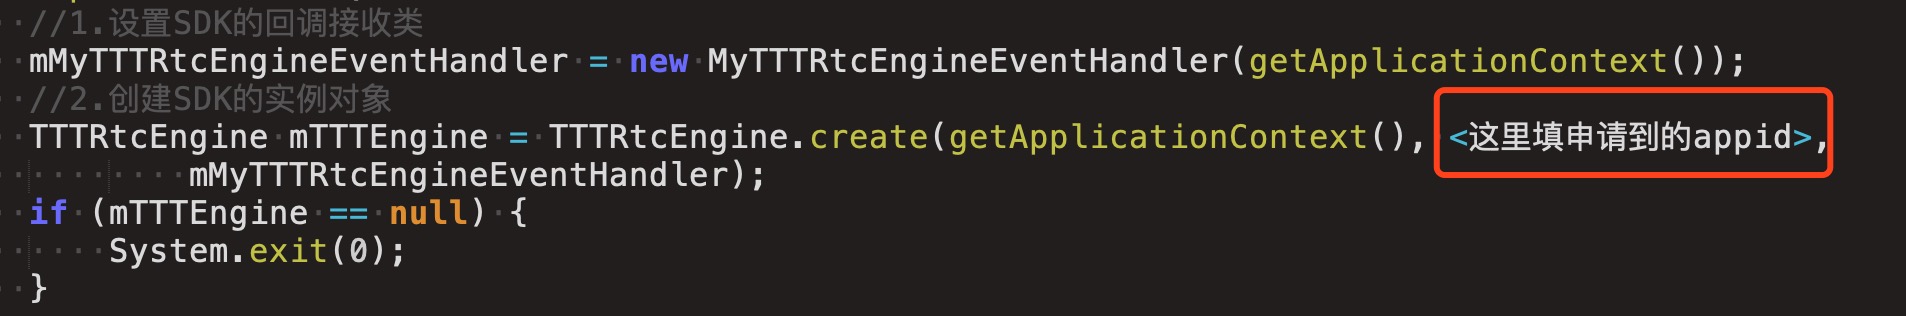 //1.设置SDK的回调接收类
mMyTTTRtcEngineEventHandler = new MyTTTRtcEngineEventHandler(getApplicationContext());
//2.创建SDK的实例对象
TTTRtcEngine mTTTEngine = TTTRtcEngine.create(getApplicationContext(), <这里填申请到的appid>,
mMyTTTRtcEngineEventHandler);
if (mTTTEngine == null) {
System.exit(0);
}